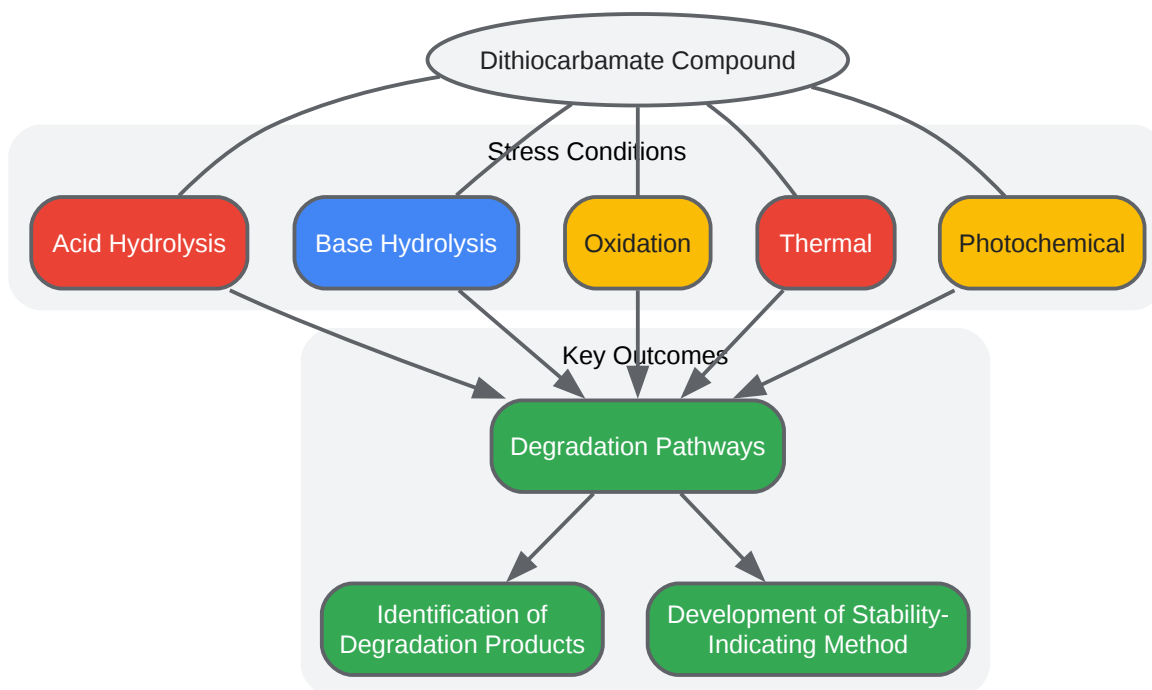 Dithiocarbamate Compound
Stress Conditions
Acid Hydrolysis
Base Hydrolysis
Oxidation
Thermal
Photochemical
Key Outcomes
Degradation Pathways
Identification of
Degradation Products
Development of Stability-
Indicating Method